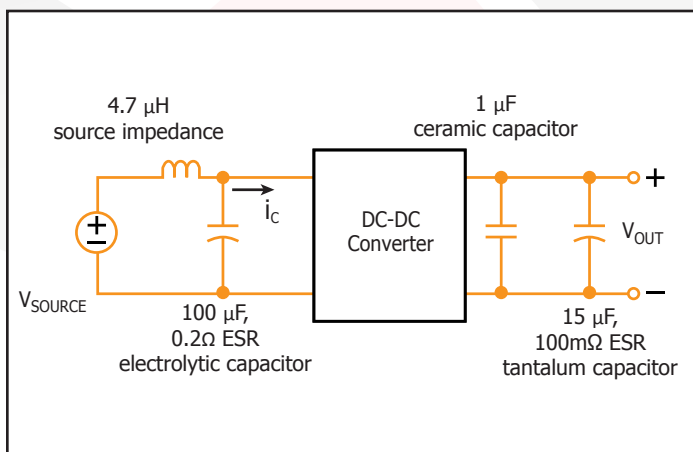 4.7 μH
source impedance
1 μF
ceramic capacitor
+
−
V_SOURCE
i_C
DC-DC
Converter
+
V_OUT
−
100 μF,
0.2Ω ESR
electrolytic capacitor
15 μF,
100mΩ ESR
tantalum capacitor